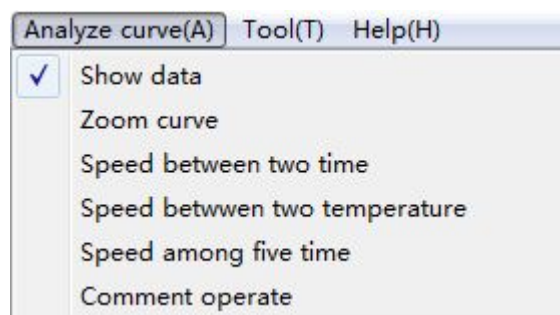 Analyze curve(A) Tool(T) Help(H)
Show data
Zoom curve
Speed between two time
Speed betwwen two temperature
Speed among five time
Comment operate